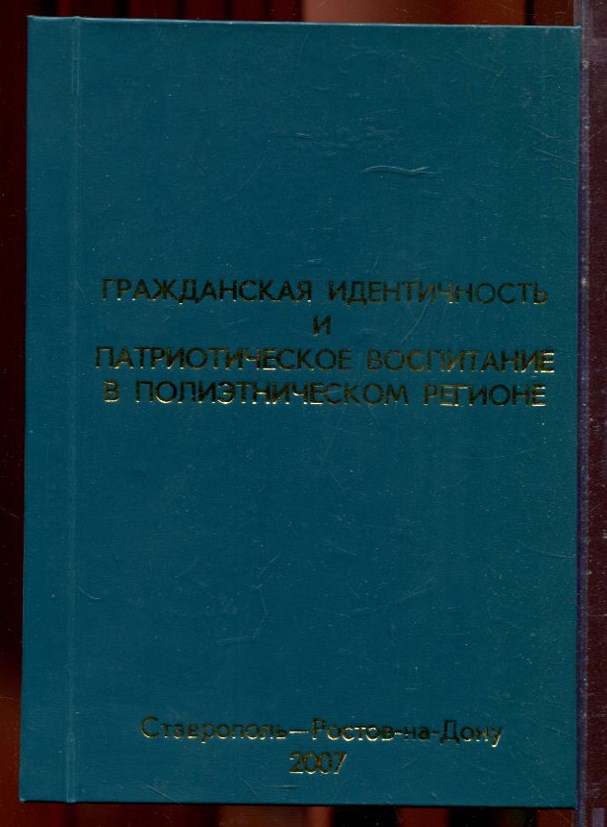 ГРАЖДАНСКАЯ ИДЕНТИЧНОСТЬ
И
ПАТРИОТИЧЕСКОЕ ВОСПИТАНИЕ
В ПОЛИЭТНИЧЕСКОМ РЕГИОНЕ
Ставрополь—Ростов-на-Дону
2007